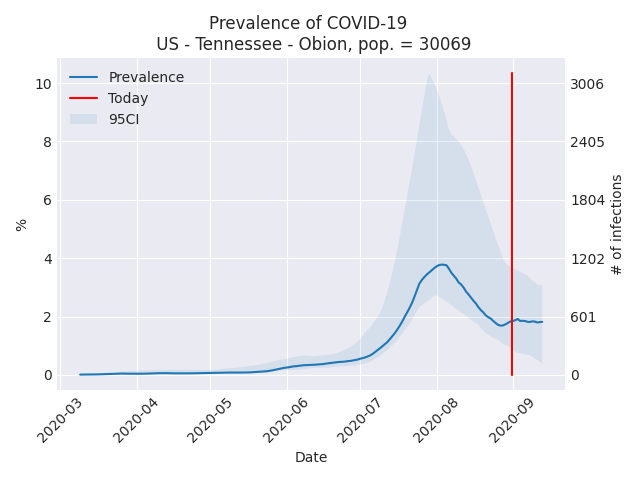 Prevalence of COVID-19
US - Tennessee - Obion, pop. = 30069
Prevalence
Today
95CI
10
8
6
4
2
0
%
3006
2405
1804
1202
601
0
# of infections
2020-03
2020-04
2020-05
2020-06
2020-07
2020-08
2020-09
Date